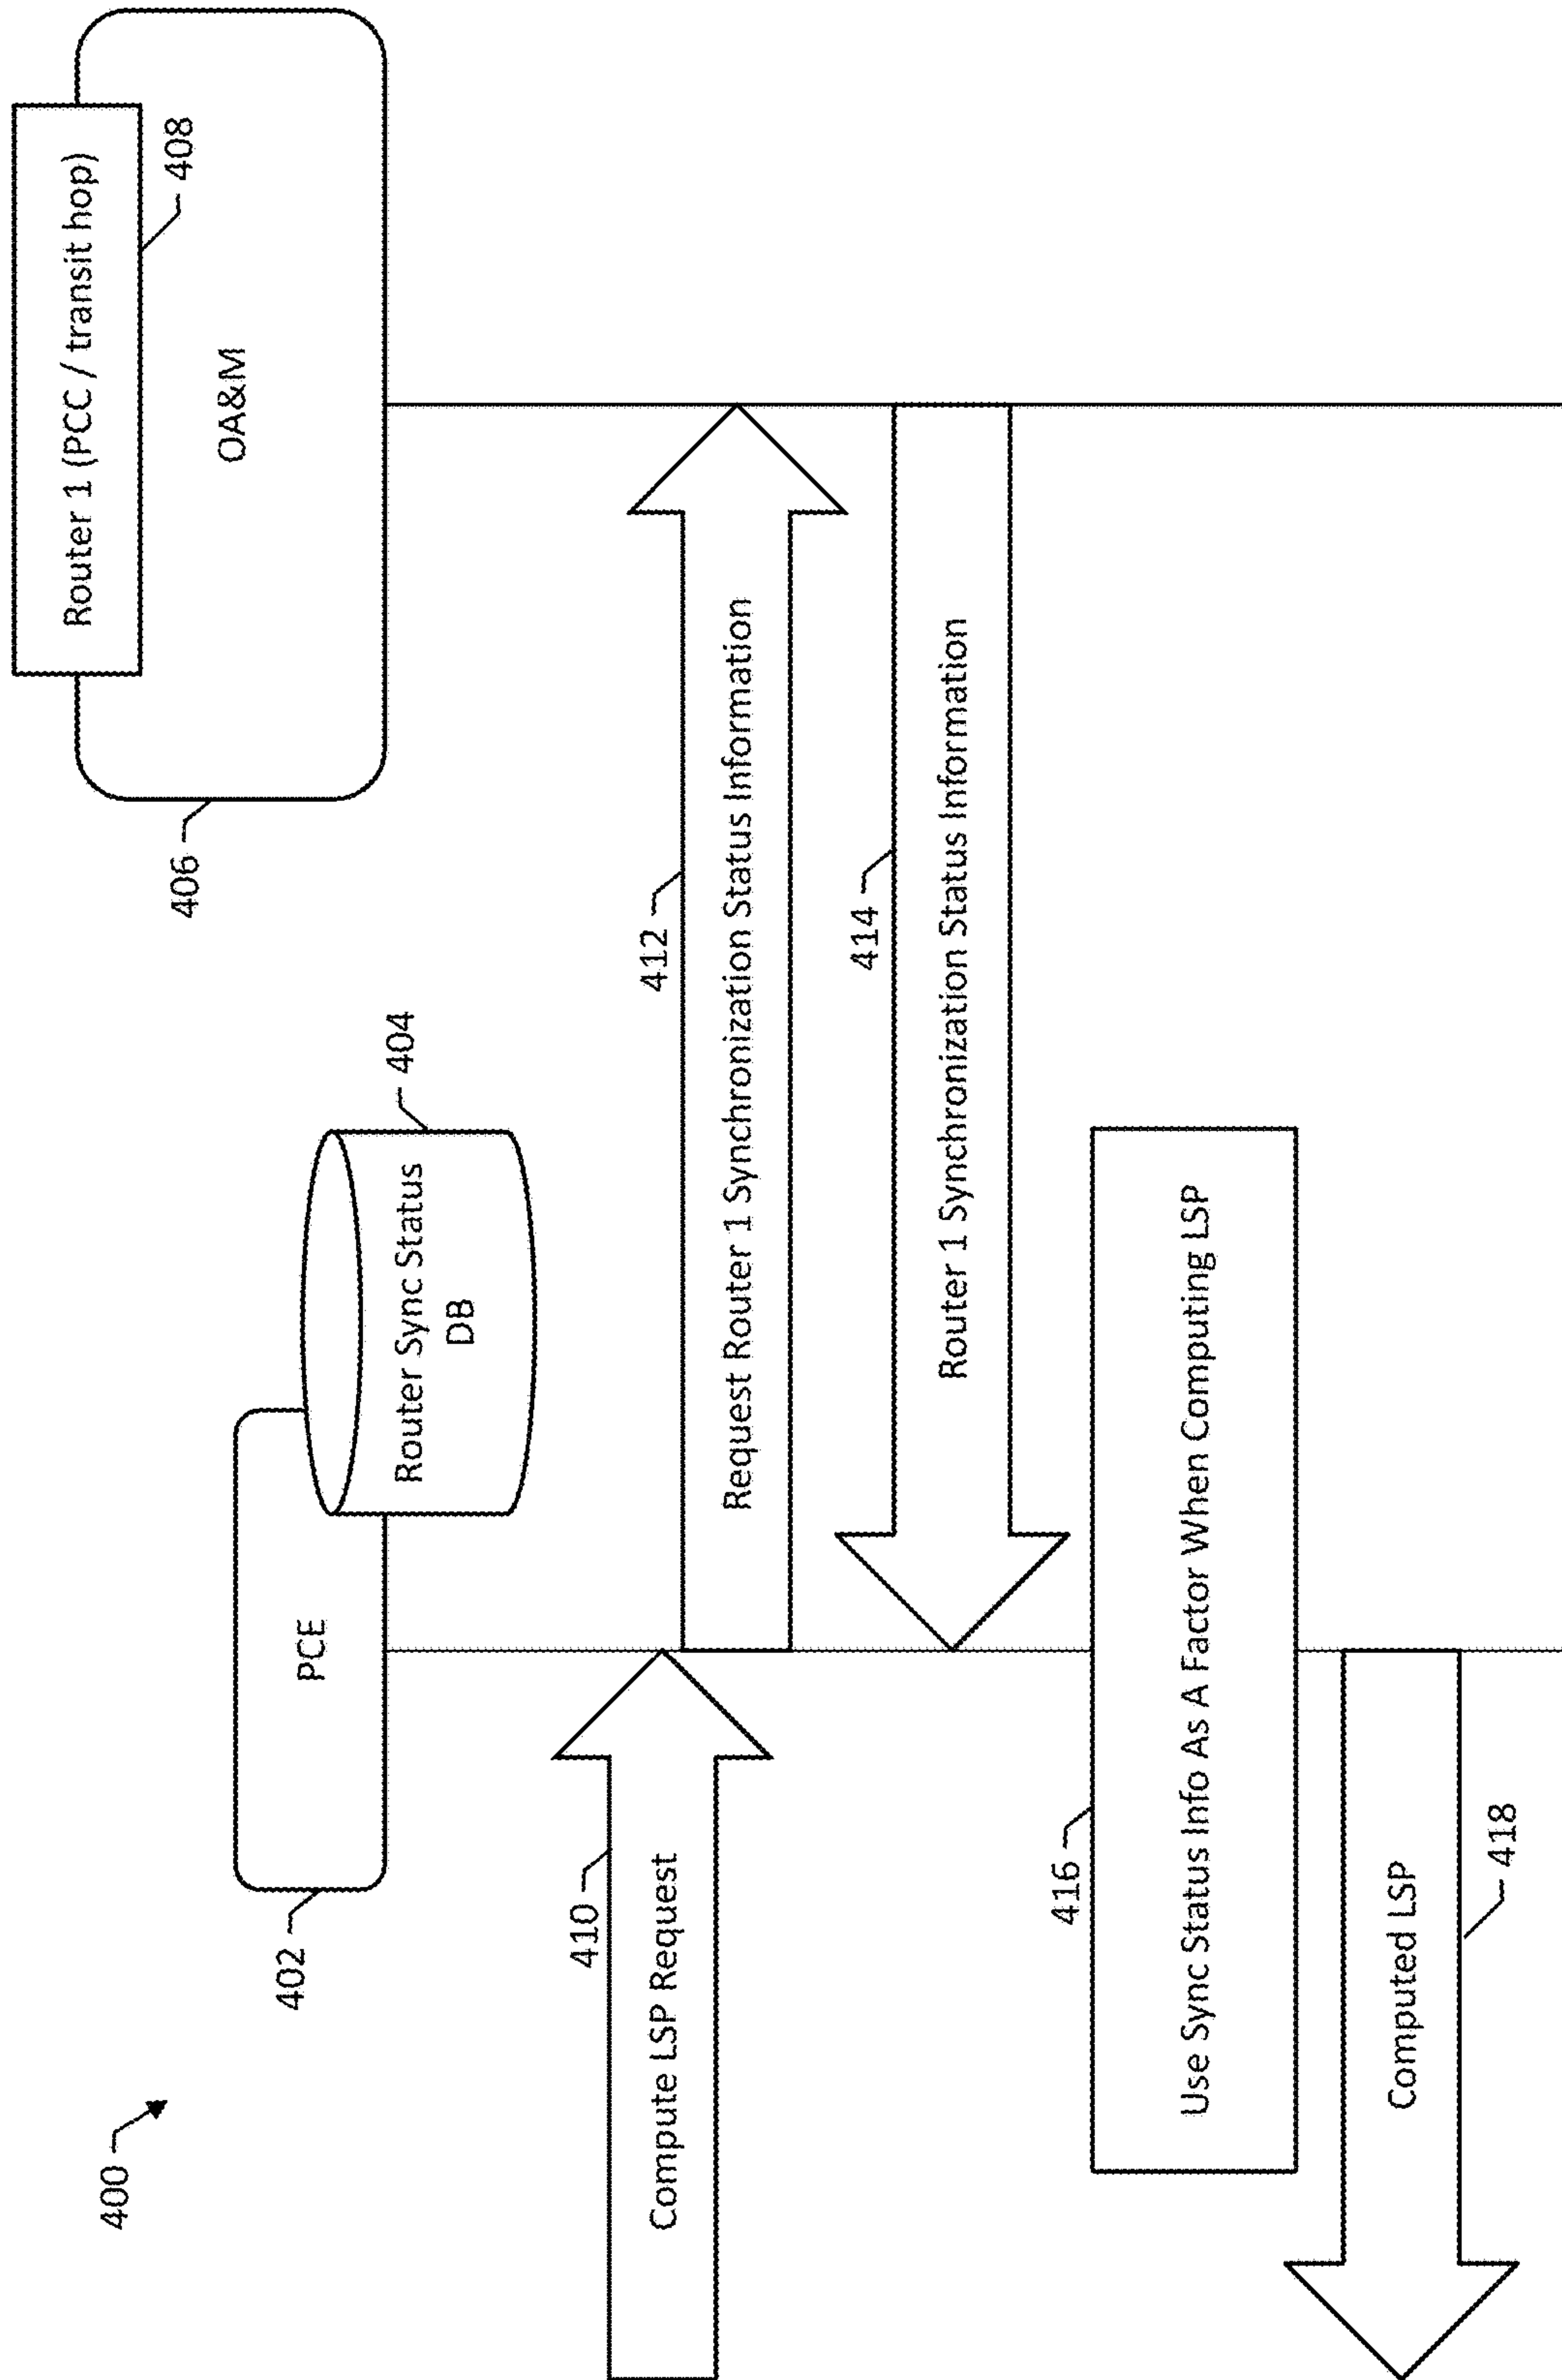 400
402
PCE
Router Sync Status
DB
404
406
Router 1 (PCC / transit hop)
408
OA&M
410
Compute LSP Request
412
Request Router 1 Synchronization Status Information
414
Router 1 Synchronization Status Information
416
Use Sync Status Info As A Factor When Computing LSP
Computed LSP
418